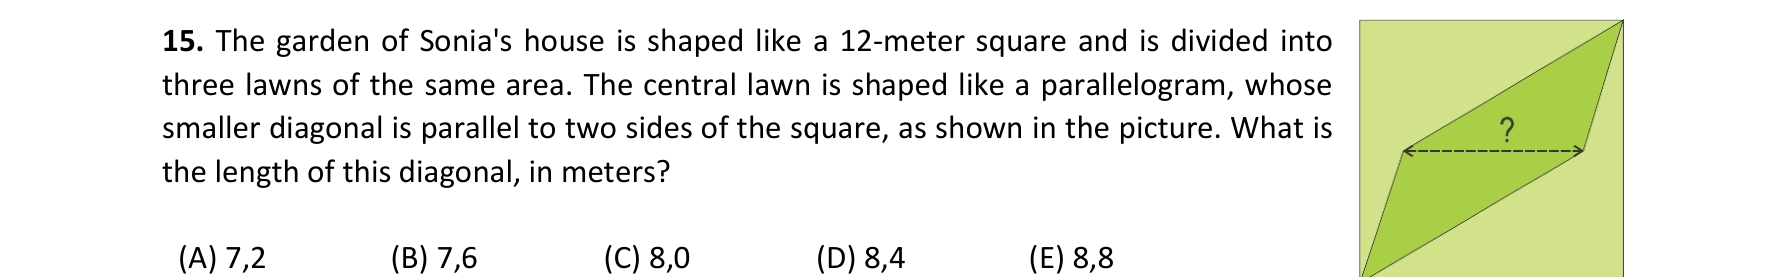 15. The garden of Sonia's house is shaped like a 12-meter square and is divided into
three lawns of the same area. The central lawn is shaped like a parallelogram, whose
smaller diagonal is parallel to two sides of the square, as shown in the picture. What is
the length of this diagonal, in meters?
?
(A) 7,2 (B) 7,6 (C) 8,0 (D) 8,4 (E) 8,8